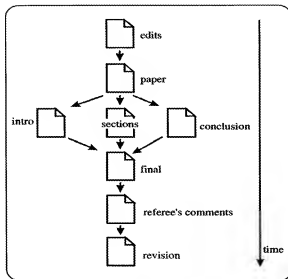 edits
paper
intro
sections
conclusion
final
referee's comments
revision
time